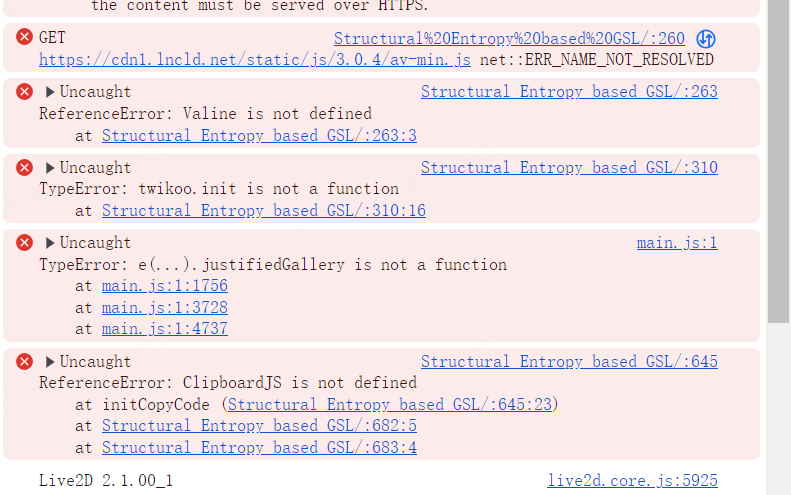 the content must be served over HTTPS.
GET Structural%20Entropy%20based%20GSL/:260
https://cdn1.lncld.net/static/js/3.0.4/av-min.js net::ERR_NAME_NOT_RESOLVED
Uncaught Structural Entropy based GSL/:263
ReferenceError: Valine is not defined
at Structural Entropy based GSL/:263:3
Uncaught Structural Entropy based GSL/:310
TypeError: twikoo.init is not a function
at Structural Entropy based GSL/:310:16
Uncaught main.js:1
TypeError: e(...).justifiedGallery is not a function
at main.js:1:1756
at main.js:1:3728
at main.js:1:4737
Uncaught Structural Entropy based GSL/:645
ReferenceError: ClipboardJS is not defined
at initCopyCode (Structural Entropy based GSL/:645:23)
at Structural Entropy based GSL/:682:5
at Structural Entropy based GSL/:683:4
Live2D 2.1.00_1 live2d.core.js:5925